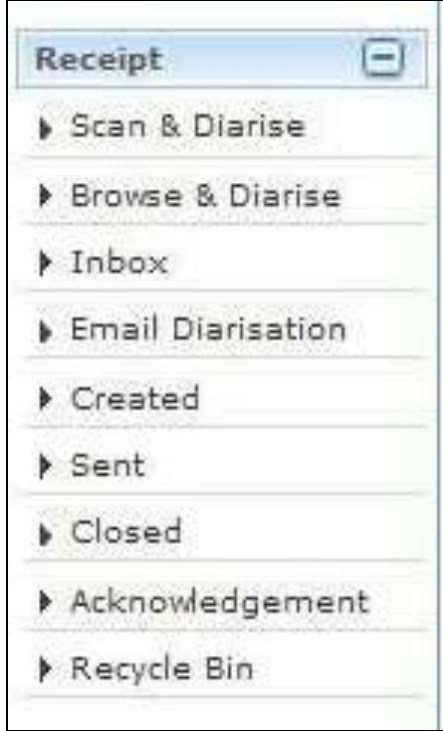 Receipt
Scan & Diarise
Browse & Diarise
Inbox
Email Diarisation
Created
Sent
Closed
Acknowledgement
Recycle Bin